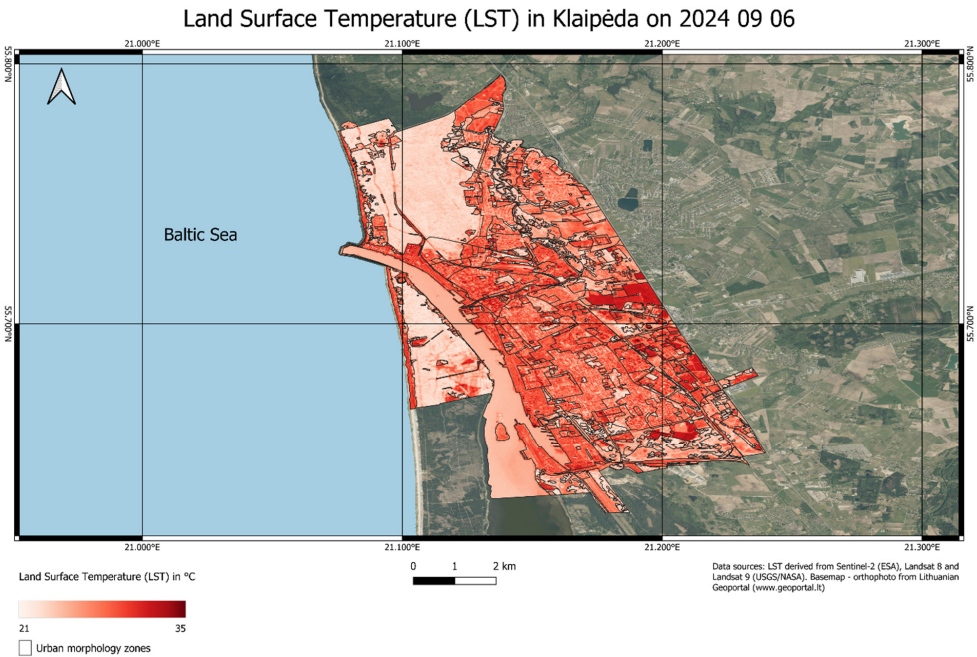 Land Surface Temperature (LST) in Klaipėda on 2024 09 06
21.000°E 21.100°E 21.200°E 21.300°E
55.800°N 55.800°N
Baltic Sea
55.700°N 55.700°N
21.000°E 21.100°E 21.200°E 21.300°E
Land Surface Temperature (LST) in °C
21 35
Urban morphology zones
0 1 2 km
Data sources: LST derived from Sentinel-2 (ESA), Landsat 8 and
Landsat 9 (USGS/NASA). Basemap - orthophoto from Lithuanian
Geoportal (www.geoportal.lt)